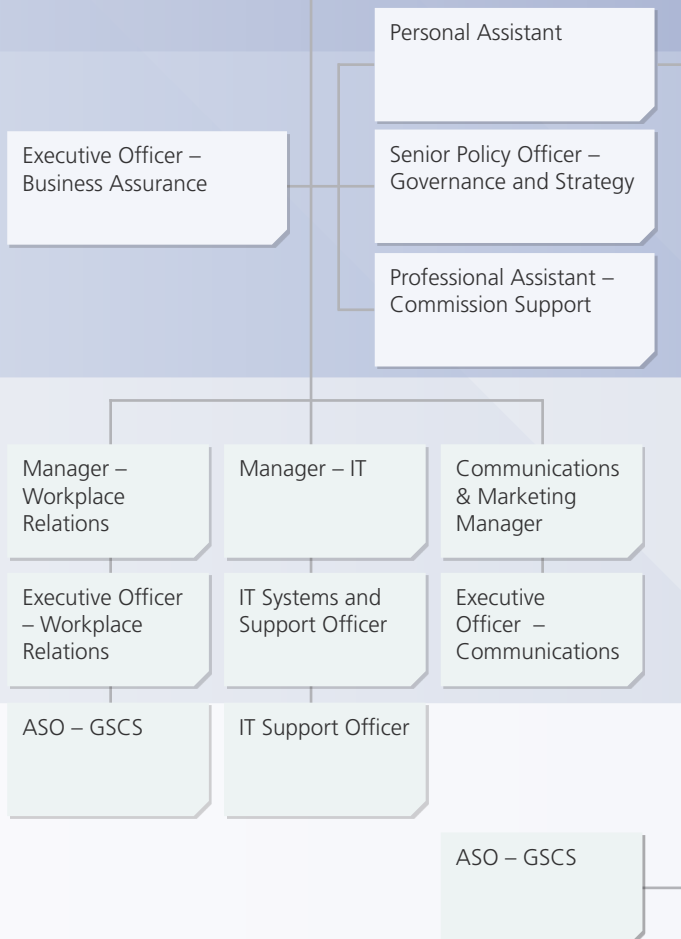 Personal Assistant
Executive Officer –
Business Assurance
Senior Policy Officer –
Governance and Strategy
Professional Assistant –
Commission Support
Manager –
Workplace
Relations
Manager – IT
Communications
& Marketing
Manager
Executive Officer
– Workplace
Relations
IT Systems and
Support Officer
Executive
Officer –
Communications
ASO – GSCS
IT Support Officer
ASO – GSCS